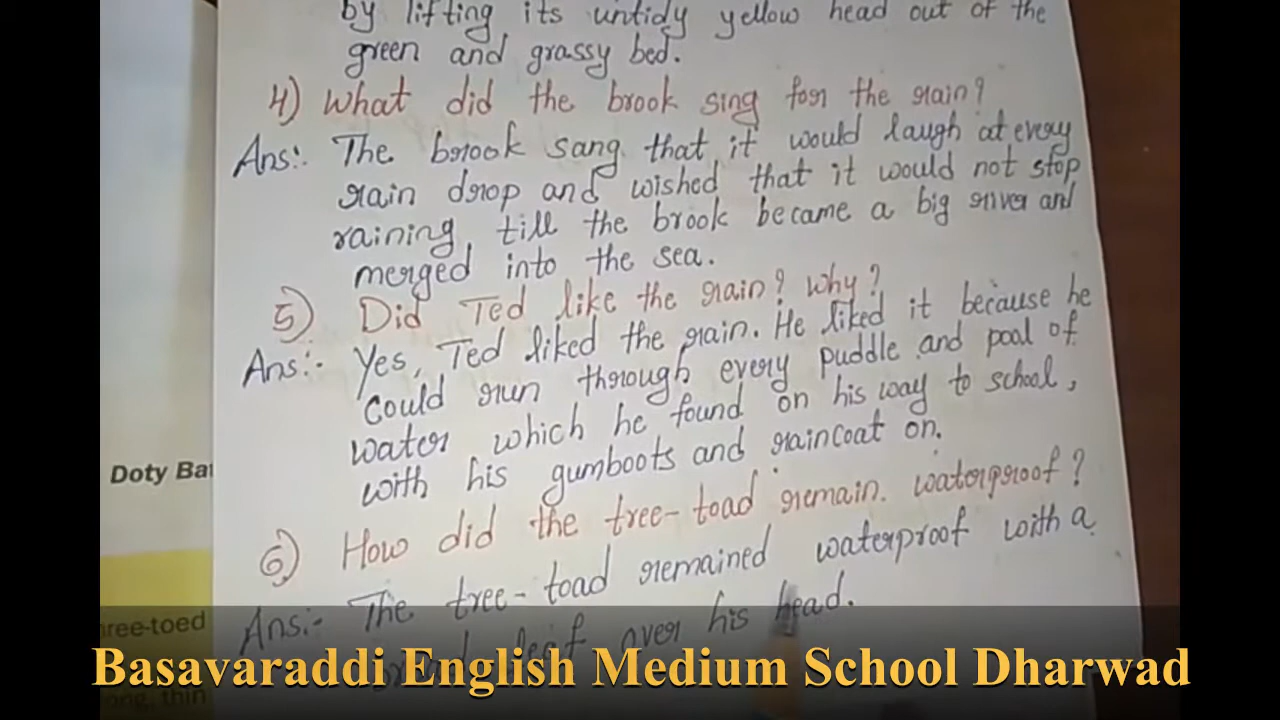 by lifting its untidy yellow head out of the
green and grassy bed.
4) What did the brook sing for the rain?
Ans:. The brook sang that it would laugh at every
rain drop and wished that it would not stop
raining till the brook became a big river and
merged into the sea.
5) Did Ted like the rain? Why?
Ans:- Yes, Ted liked the rain. He liked it because he
could run through every puddle and pool of
water which he found on his way to school,
with his gumboots and raincoat on.
6) How did the tree-toad remain. waterproof?
Ans:- The tree-toad remained waterproof with a
leaf over his head.
Doty
hree-toed
thin
Basavaraddi English Medium School Dharwad